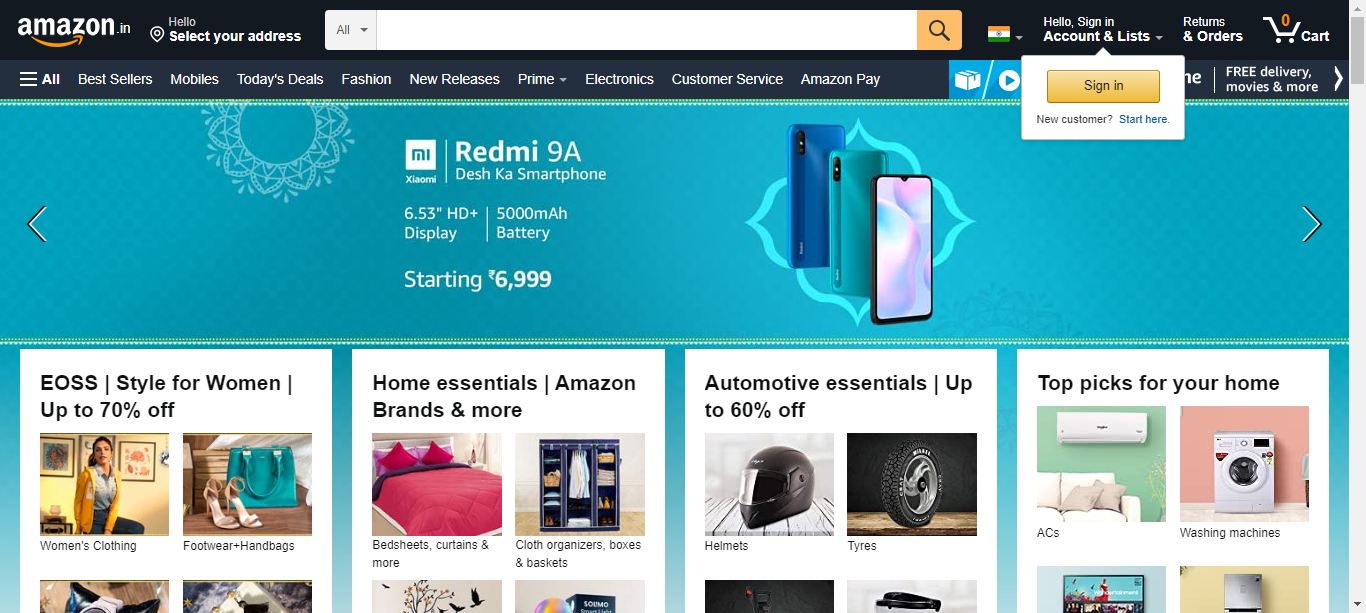 amazon.in
Hello
Select your address
All
Hello, Sign in
Account & Lists
Returns
& Orders
0
Cart
All
Best Sellers
Mobiles
Today's Deals
Fashion
New Releases
Prime
Electronics
Customer Service
Amazon Pay
FREE delivery,
movies & more
Sign in
New customer? Start here.
mi
Xiaomi
Redmi 9A
Desh Ka Smartphone
6.53" HD+
Display
5000mAh
Battery
Starting ₹6,999
EOSS | Style for Women |
Up to 70% off
Women's Clothing
Footwear+Handbags
Home essentials | Amazon
Brands & more
Bedsheets, curtains &
more
Cloth organizers, boxes
& baskets
SOLIMO
Automotive essentials | Up
to 60% off
Helmets
Tyres
Top picks for your home
ACs
Washing machines